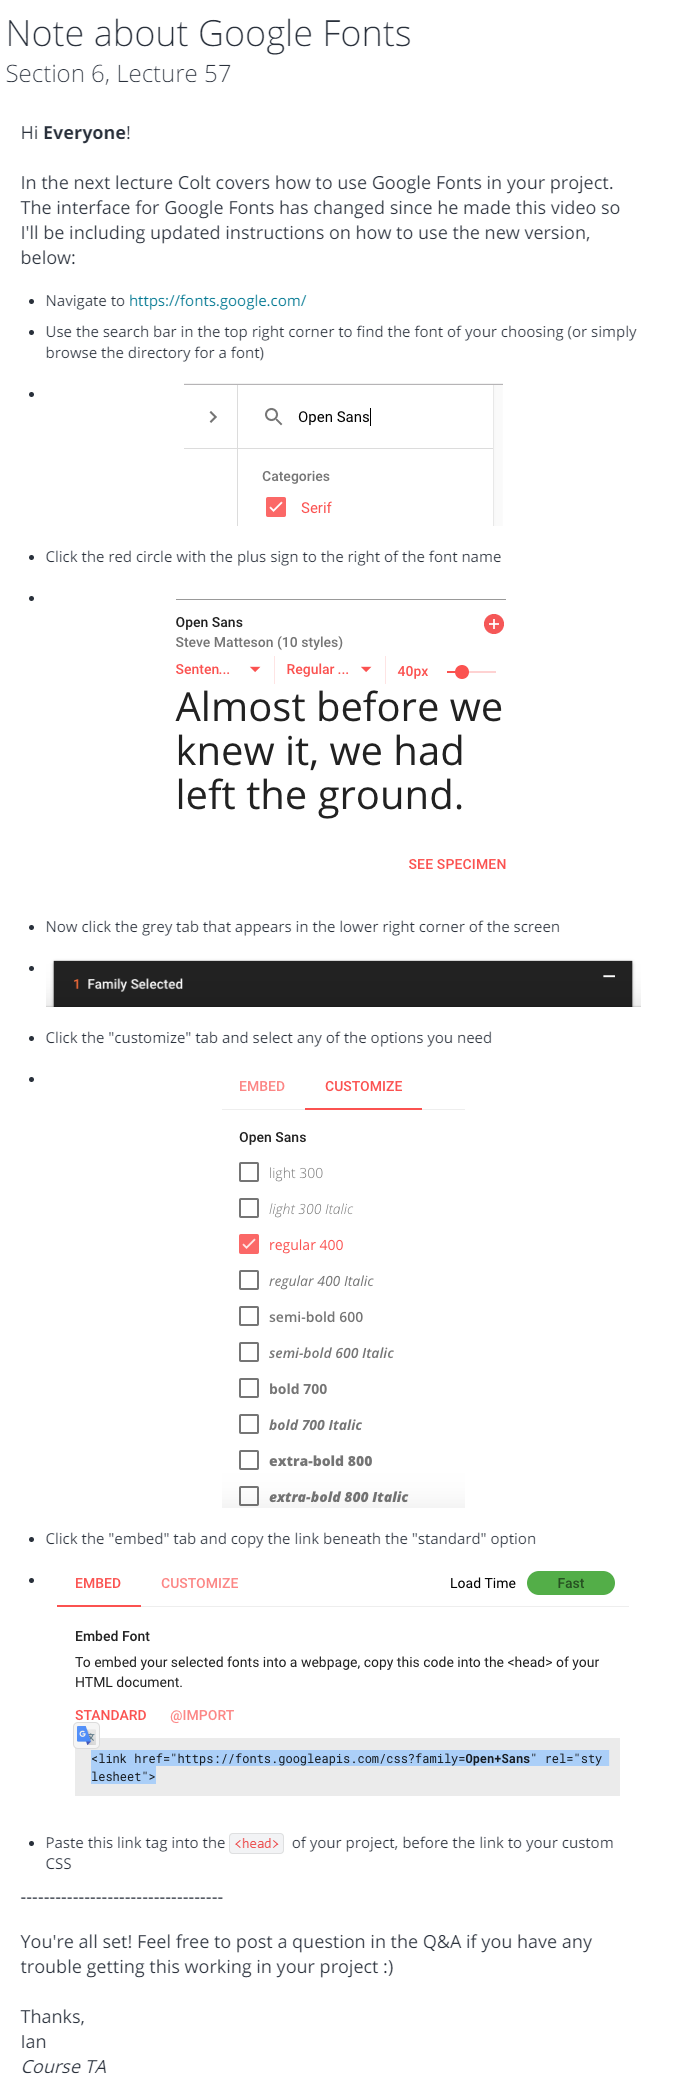 Note about Google Fonts
Section 6, Lecture 57
Hi Everyone!
In the next lecture Colt covers how to use Google Fonts in your project.
The interface for Google Fonts has changed since he made this video so
I'll be including updated instructions on how to use the new version,
below:
Navigate to https://fonts.google.com/
Use the search bar in the top right corner to find the font of your choosing (or simply
browse the directory for a font)
Open Sans
Categories
Serif
Click the red circle with the plus sign to the right of the font name
Open Sans
Steve Matteson (10 styles)
Senten... Regular ... 40px
Almost before we
knew it, we had
left the ground.
SEE SPECIMEN
Now click the grey tab that appears in the lower right corner of the screen
1 Family Selected
Click the "customize" tab and select any of the options you need
EMBED CUSTOMIZE
Open Sans
light 300
light 300 Italic
regular 400
regular 400 Italic
semi-bold 600
semi-bold 600 Italic
bold 700
bold 700 Italic
extra-bold 800
extra-bold 800 Italic
Click the "embed" tab and copy the link beneath the "standard" option
EMBED CUSTOMIZE Load Time Fast
Embed Font
To embed your selected fonts into a webpage, copy this code into the <head> of your
HTML document.
STANDARD @IMPORT
<link href="https://fonts.googleapis.com/css?family=Open+Sans" rel="sty
lesheet">
Paste this link tag into the <head> of your project, before the link to your custom
CSS
-----------------------------------
You're all set! Feel free to post a question in the Q&A if you have any
trouble getting this working in your project :)
Thanks,
Ian
Course TA